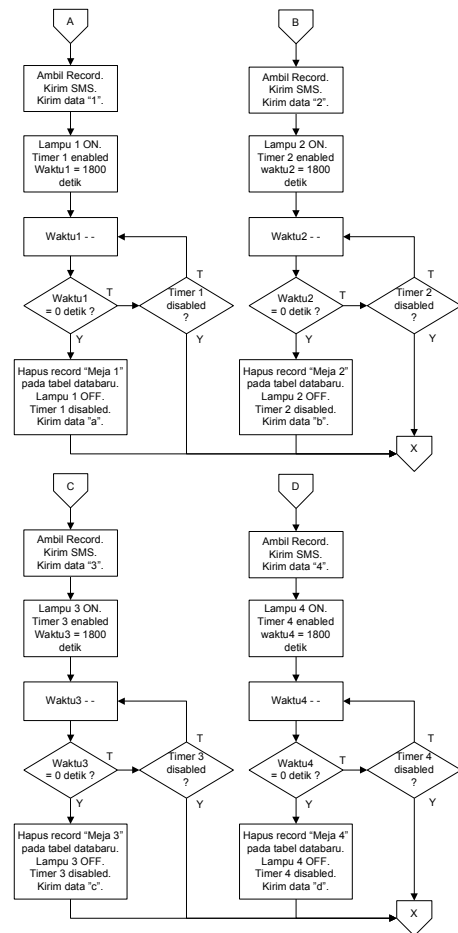 A
Ambil Record.
Kirim SMS.
Kirim data “1”.
Lampu 1 ON.
Timer 1 enabled
Waktu1 = 1800
detik
Waktu1 - -
Waktu1
= 0 detik ?
T
Y
Timer 1
disabled
?
T
Y
Hapus record “Meja 1”
pada tabel databaru.
Lampu 1 OFF.
Timer 1 disabled.
Kirim data ”a”.
B
Ambil Record.
Kirim SMS.
Kirim data “2”.
Lampu 2 ON.
Timer 2 enabled
waktu2 = 1800
detik
Waktu2 - -
Waktu2
= 0 detik ?
T
Y
Timer 2
disabled
?
T
Y
Hapus record “Meja 2”
pada tabel databaru.
Lampu 2 OFF.
Timer 2 disabled.
Kirim data ”b”.
X
C
Ambil Record.
Kirim SMS.
Kirim data “3”.
Lampu 3 ON.
Timer 3 enabled
Waktu3 = 1800
detik
Waktu3 - -
Waktu3
= 0 detik ?
T
Y
Timer 3
disabled
?
T
Y
Hapus record “Meja 3”
pada tabel databaru.
Lampu 3 OFF.
Timer 3 disabled.
Kirim data ”c”.
D
Ambil Record.
Kirim SMS.
Kirim data “4”.
Lampu 4 ON.
Timer 4 enabled
waktu4 = 1800
detik
Waktu4 - -
Waktu4
= 0 detik ?
T
Y
Timer 4
disabled
?
T
Y
Hapus record “Meja 4”
pada tabel databaru.
Lampu 4 OFF.
Timer 4 disabled.
Kirim data ”d”.
X